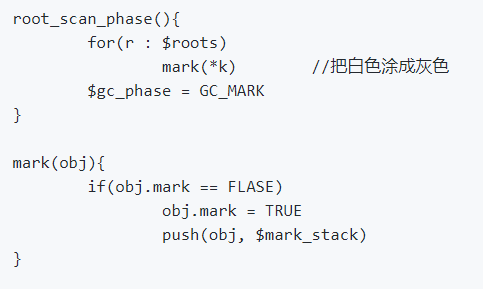 root_scan_phase(){
        for(r : $roots)
                mark(*k)        //把白色涂成灰色
        $gc_phase = GC_MARK
}

mark(obj){
        if(obj.mark == FLASE)
                obj.mark = TRUE
                push(obj, $mark_stack)
}